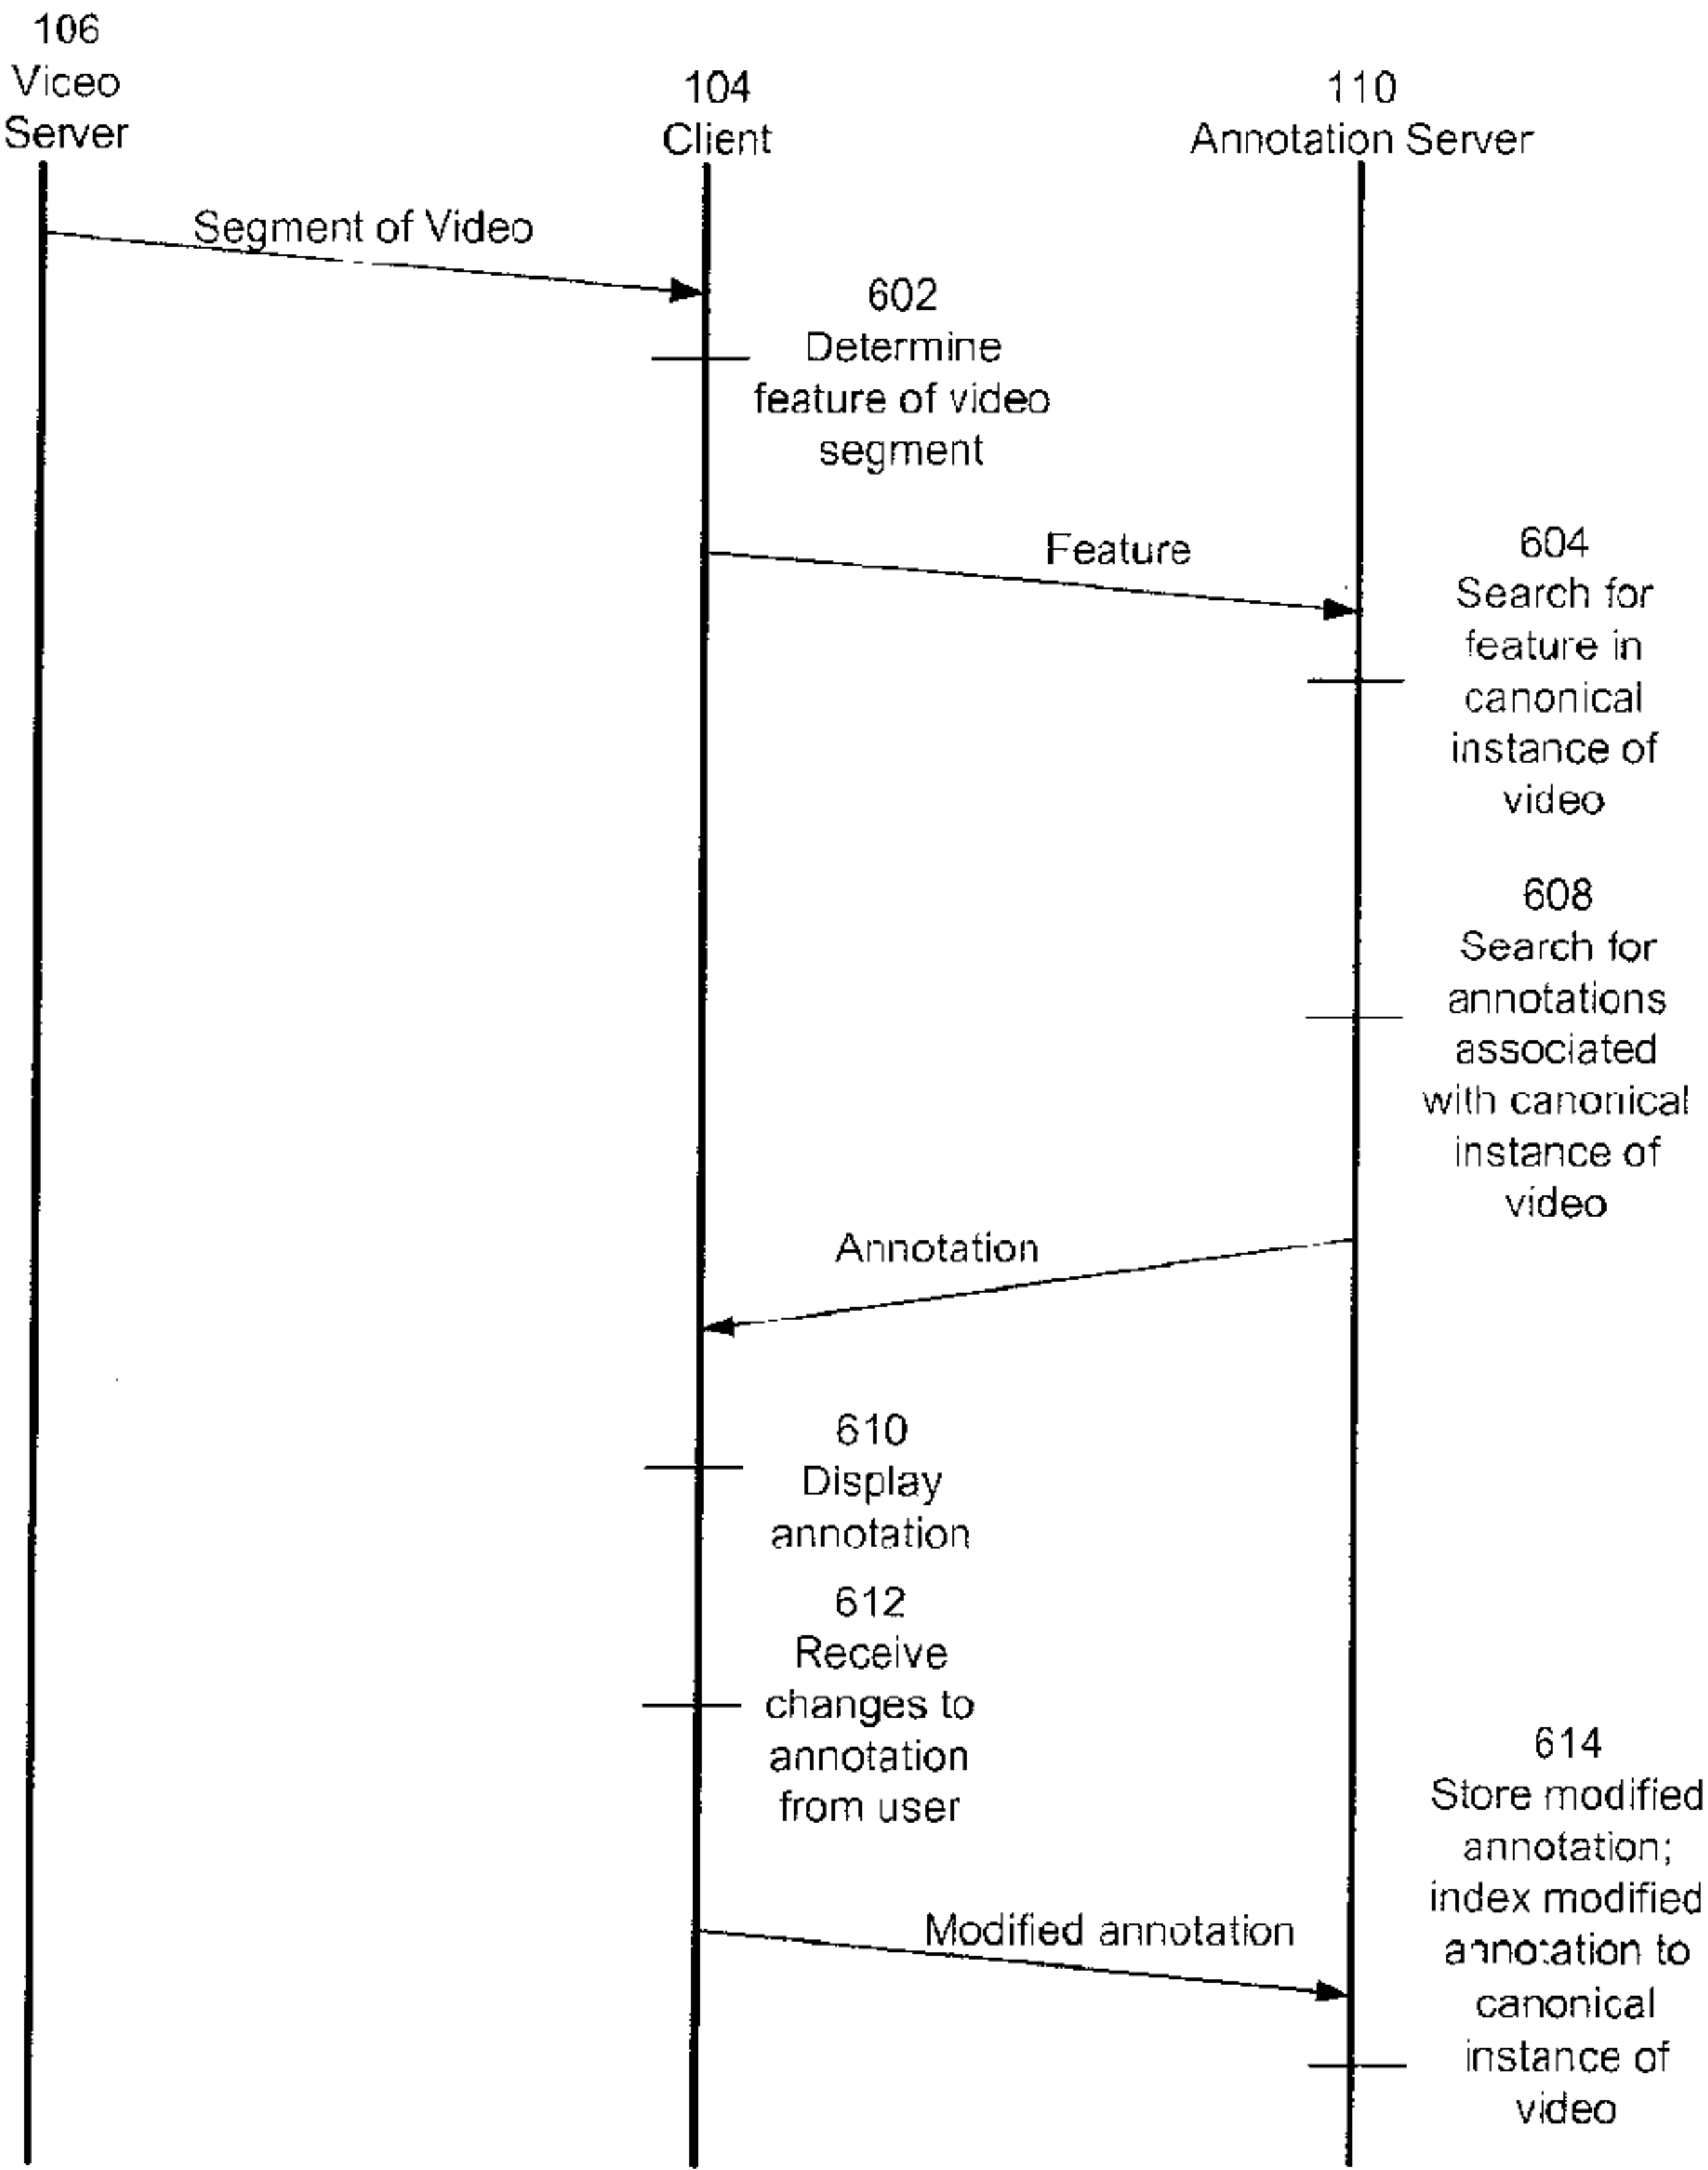 106
Video
Server
104
Client
110
Annotation Server
Segment of Video
602
Determine
feature of video
segment
Feature
604
Search for
feature in
canonical
instance of
video
608
Search for
annotations
associated
with canonical
instance of
video
Annotation
610
Display
annotation
612
Receive
changes to
annotation
from user
614
Store modified
annotation;
index modified
annotation to
canonical
instance of
video
Modified annotation